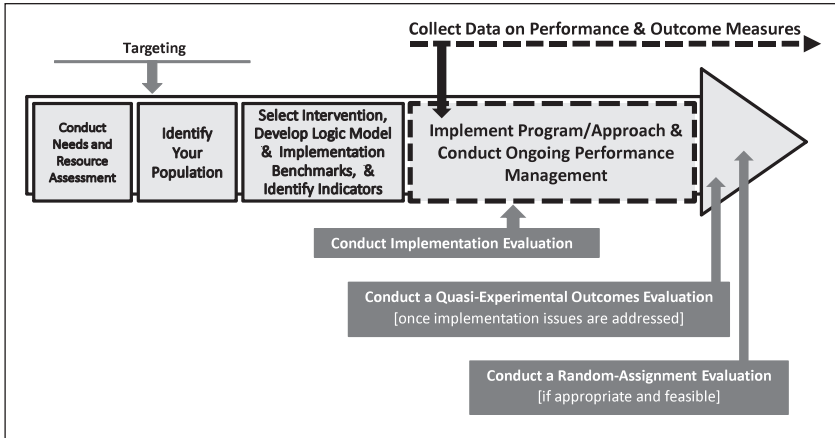 Collect Data on Performance & Outcome Measures
Targeting
Conduct
Needs and
Resource
Assessment
Identify
Your
Population
Select Intervention,
Develop Logic Model
& Implementation
Benchmarks, &
Identify Indicators
Implement Program/Approach &
Conduct Ongoing Performance
Management
Conduct Implementation Evaluation
Conduct a Quasi-Experimental Outcomes Evaluation
[once implementation issues are addressed]
Conduct a Random-Assignment Evaluation
[if appropriate and feasible]